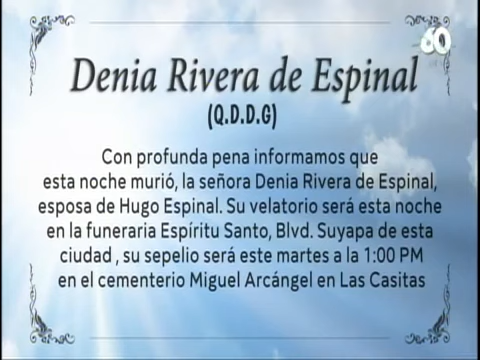 60
Denia Rivera de Espinal
(Q.D.D.G)
Con profunda pena informamos que
esta noche murió, la señora Denia Rivera de Espinal,
esposa de Hugo Espinal. Su velatorio será esta noche
en la funeraria Espíritu Santo, Blvd. Suyapa de esta
ciudad , su sepelio será este martes a la 1:00 PM
en el cementerio Miguel Arcángel en Las Casitas